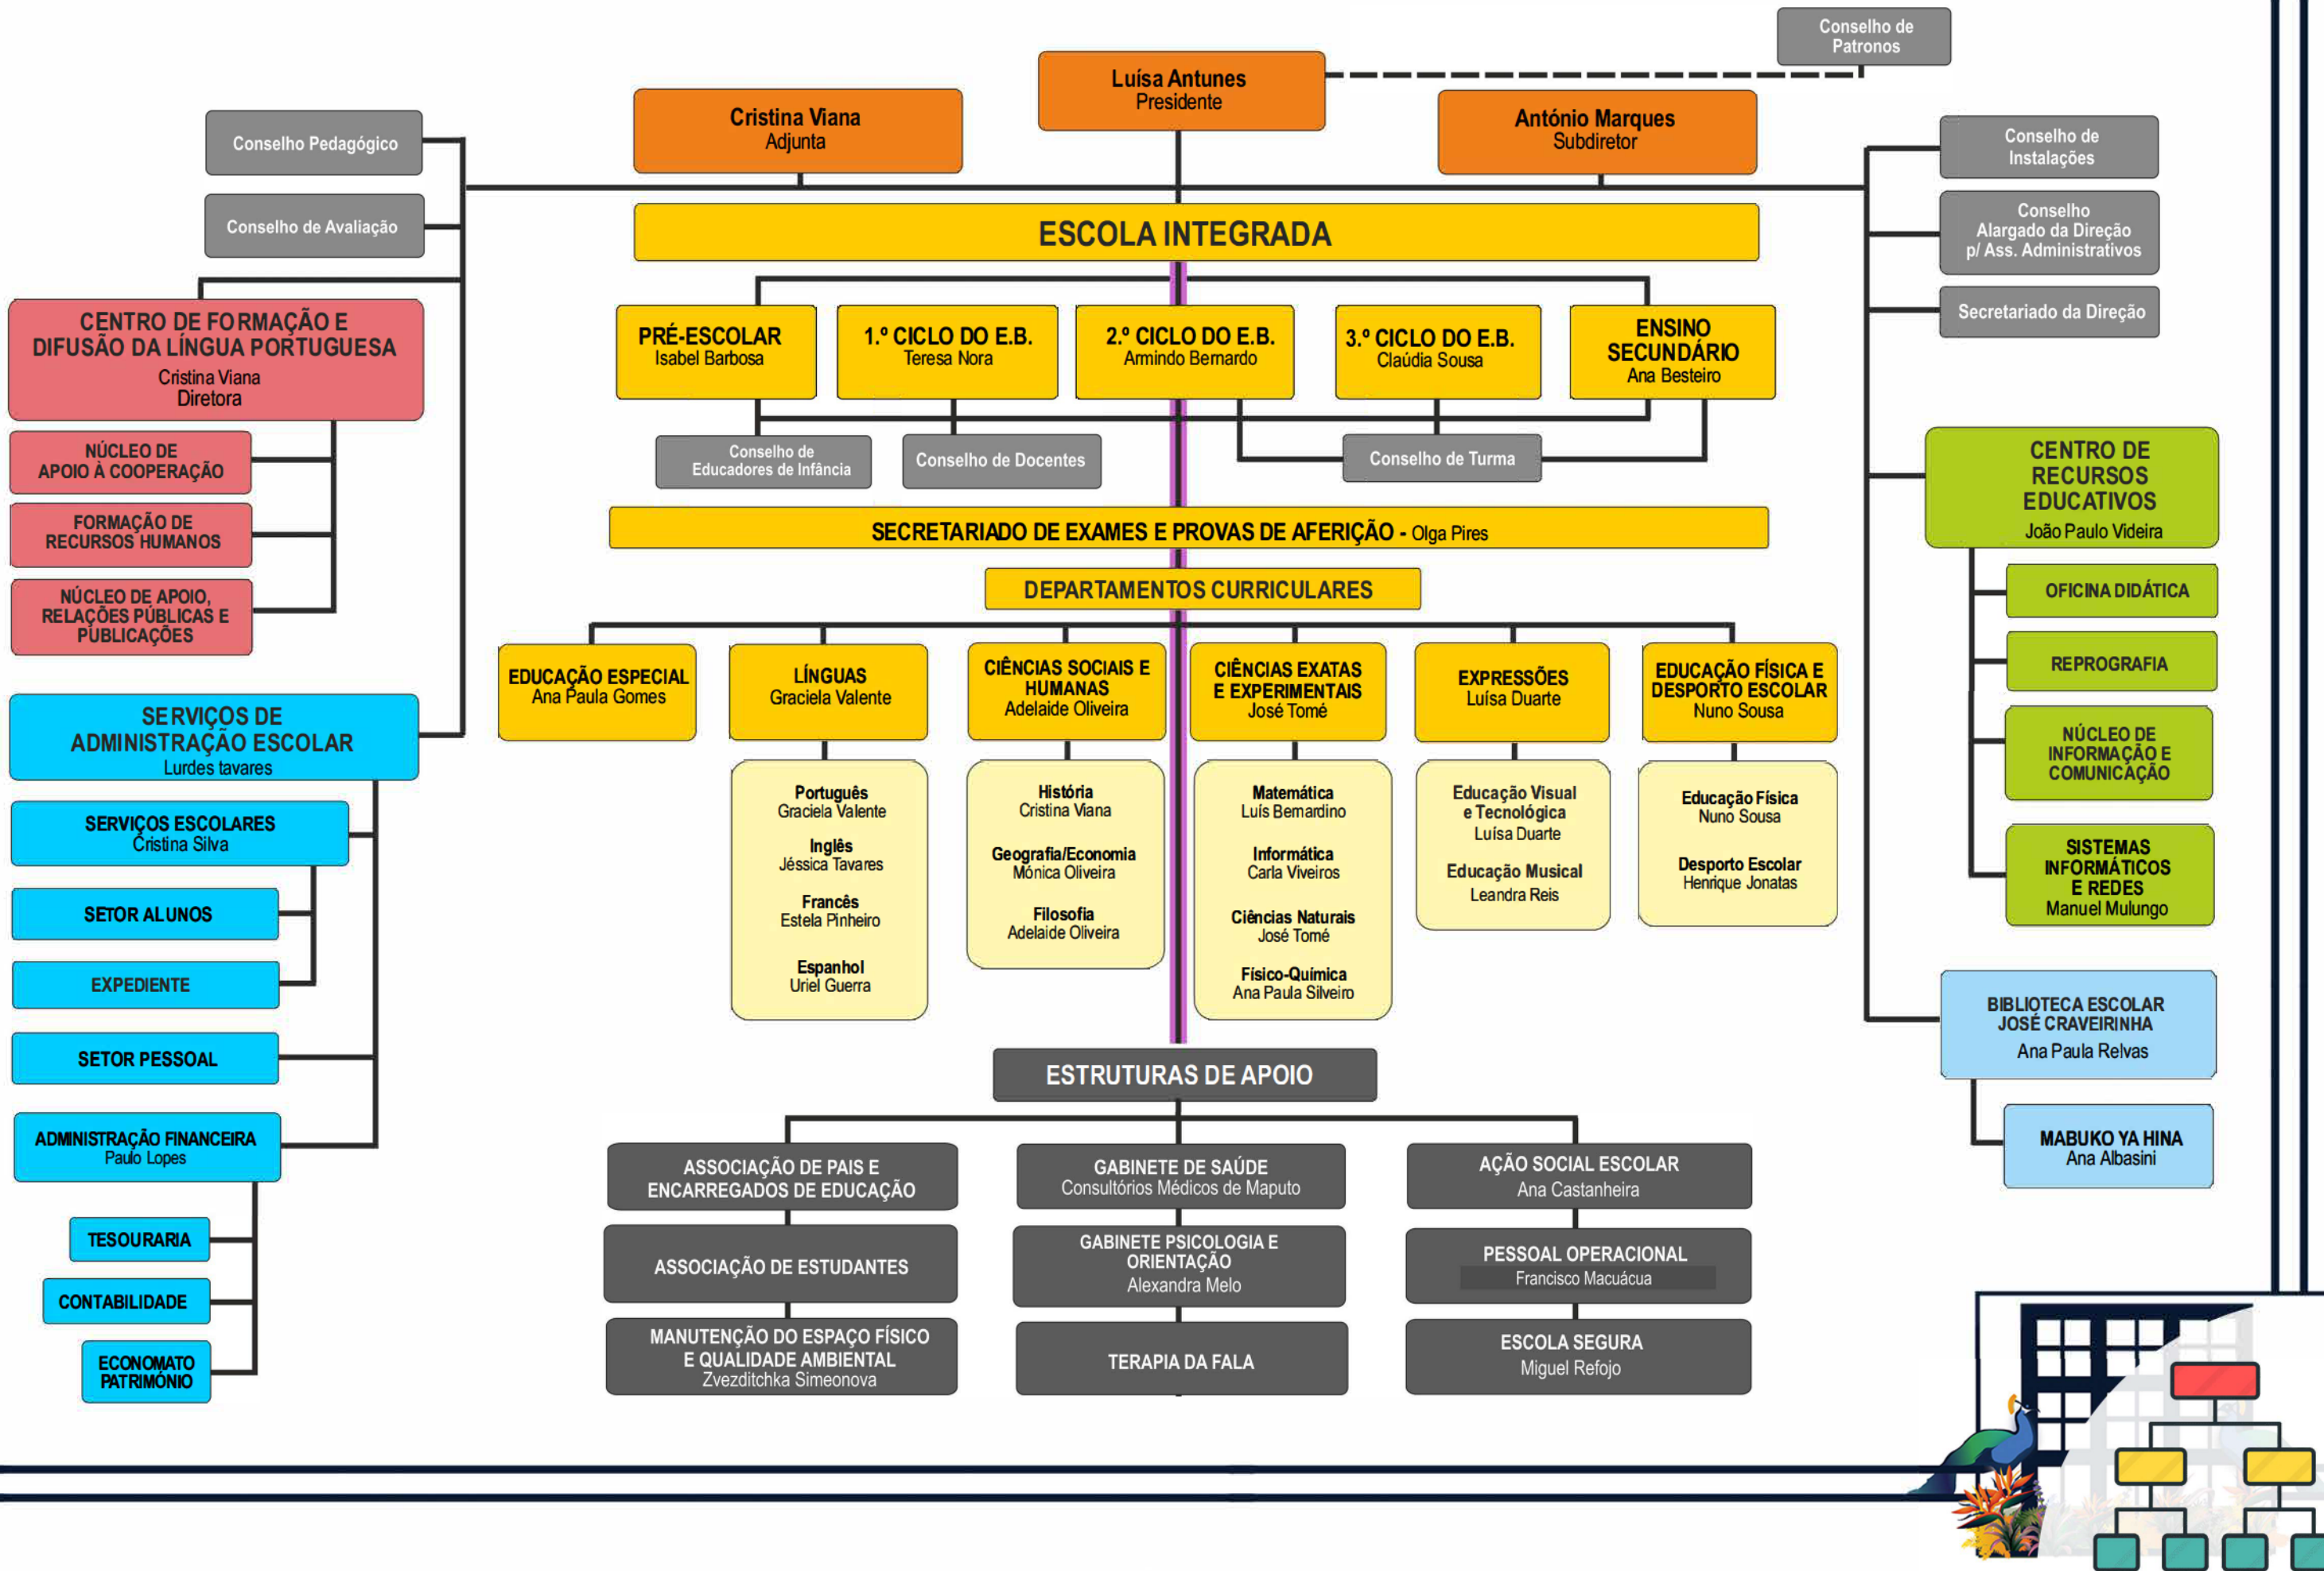 Conselho de
Patronos
Luísa Antunes
Presidente
Cristina Viana
Adjunta
António Marques
Subdiretor
Conselho Pedagógico
Conselho de Avaliação
Conselho de
Instalações
Conselho
Alargado da Direção
p/ Ass. Administrativos
Secretariado da Direção
ESCOLA INTEGRADA
PRÉ-ESCOLAR
Isabel Barbosa
1.º CICLO DO E.B.
Teresa Nora
2.º CICLO DO E.B.
Armindo Bernardo
3.º CICLO DO E.B.
Claúdia Sousa
ENSINO
SECUNDÁRIO
Ana Besteiro
Conselho de
Educadores de Infância
Conselho de Docentes
Conselho de Turma
SECRETARIADO DE EXAMES E PROVAS DE AFERIÇÃO - Olga Pires
DEPARTAMENTOS CURRICULARES
EDUCAÇÃO ESPECIAL
Ana Paula Gomes
LÍNGUAS
Graciela Valente
CIÊNCIAS SOCIAIS E
HUMANAS
Adelaide Oliveira
CIÊNCIAS EXATAS
E EXPERIMENTAIS
José Tomé
EXPRESSÕES
Luísa Duarte
EDUCAÇÃO FÍSICA E
DESPORTO ESCOLAR
Nuno Sousa
Português
Graciela Valente
Inglês
Jéssica Tavares
Francês
Estela Pinheiro
Espanhol
Uriel Guerra
História
Cristina Viana
Geografia/Economia
Mónica Oliveira
Filosofia
Adelaide Oliveira
Matemática
Luís Bernardino
Informática
Carla Viveiros
Ciências Naturais
José Tomé
Físico-Química
Ana Paula Silveiro
Educação Visual
e Tecnológica
Luísa Duarte
Educação Musical
Leandra Reis
Educação Física
Nuno Sousa
Desporto Escolar
Henrique Jonatas
ESTRUTURAS DE APOIO
ASSOCIAÇÃO DE PAIS E
ENCARREGADOS DE EDUCAÇÃO
ASSOCIAÇÃO DE ESTUDANTES
MANUTENÇÃO DO ESPAÇO FÍSICO
E QUALIDADE AMBIENTAL
Zvezditchka Simeonova
GABINETE DE SAÚDE
Consultórios Médicos de Maputo
GABINETE PSICOLOGIA E
ORIENTAÇÃO
Alexandra Melo
TERAPIA DA FALA
AÇÃO SOCIAL ESCOLAR
Ana Castanheira
PESSOAL OPERACIONAL
Francisco Macuácua
ESCOLA SEGURA
Miguel Refojo
CENTRO DE FORMAÇÃO E
DIFUSÃO DA LÍNGUA PORTUGUESA
Cristina Viana
Diretora
NÚCLEO DE
APOIO À COOPERAÇÃO
FORMAÇÃO DE
RECURSOS HUMANOS
NÚCLEO DE APOIO,
RELAÇÕES PÚBLICAS E
PUBLICAÇÕES
SERVIÇOS DE
ADMINISTRAÇÃO ESCOLAR
Lurdes tavares
SERVIÇOS ESCOLARES
Cristina Silva
SETOR ALUNOS
EXPEDIENTE
SETOR PESSOAL
ADMINISTRAÇÃO FINANCEIRA
Paulo Lopes
TESOURARIA
CONTABILIDADE
ECONOMATO
PATRIMÓNIO
CENTRO DE
RECURSOS
EDUCATIVOS
João Paulo Videira
OFICINA DIDÁTICA
REPROGRAFIA
NÚCLEO DE
INFORMAÇÃO E
COMUNICAÇÃO
SISTEMAS
INFORMÁTICOS
E REDES
Manuel Mulungo
BIBLIOTECA ESCOLAR
JOSÉ CRAVEIRINHA
Ana Paula Relvas
MABUKO YA HINA
Ana Albasini